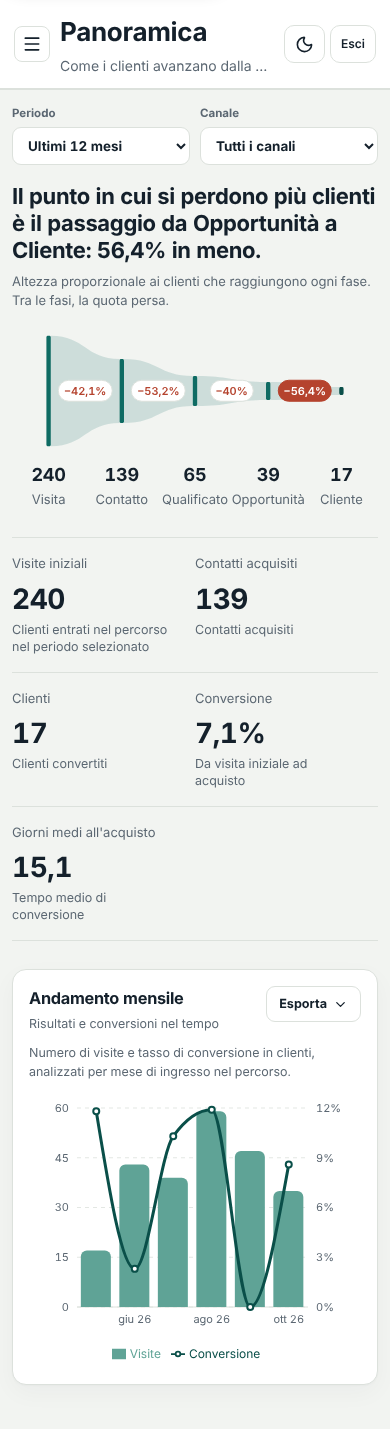 Panoramica
Come i clienti avanzano dalla ...
Esci
Periodo
Canale
Ultimi 12 mesi
Tutti i canali
Il punto in cui si perdono più clienti
è il passaggio da Opportunità a
Cliente: 56,4% in meno.
Altezza proporzionale ai clienti che raggiungono ogni fase.
Tra le fasi, la quota persa.
−42,1%
−53,2%
−40%
−56,4%
240
139
65
39
17
Visita
Contatto
Qualificato
Opportunità
Cliente
Visite iniziali
Contatti acquisiti
240
139
Clienti entrati nel percorso
nel periodo selezionato
Contatti acquisiti
Clienti
Conversione
17
7,1%
Clienti convertiti
Da visita iniziale ad
acquisto
Giorni medi all'acquisto
15,1
Tempo medio di
conversione
Andamento mensile
Esporta
Risultati e conversioni nel tempo
Numero di visite e tasso di conversione in clienti,
analizzati per mese di ingresso nel percorso.
60
12%
45
9%
30
6%
15
3%
0
0%
giu 26
ago 26
ott 26
Visite
Conversione